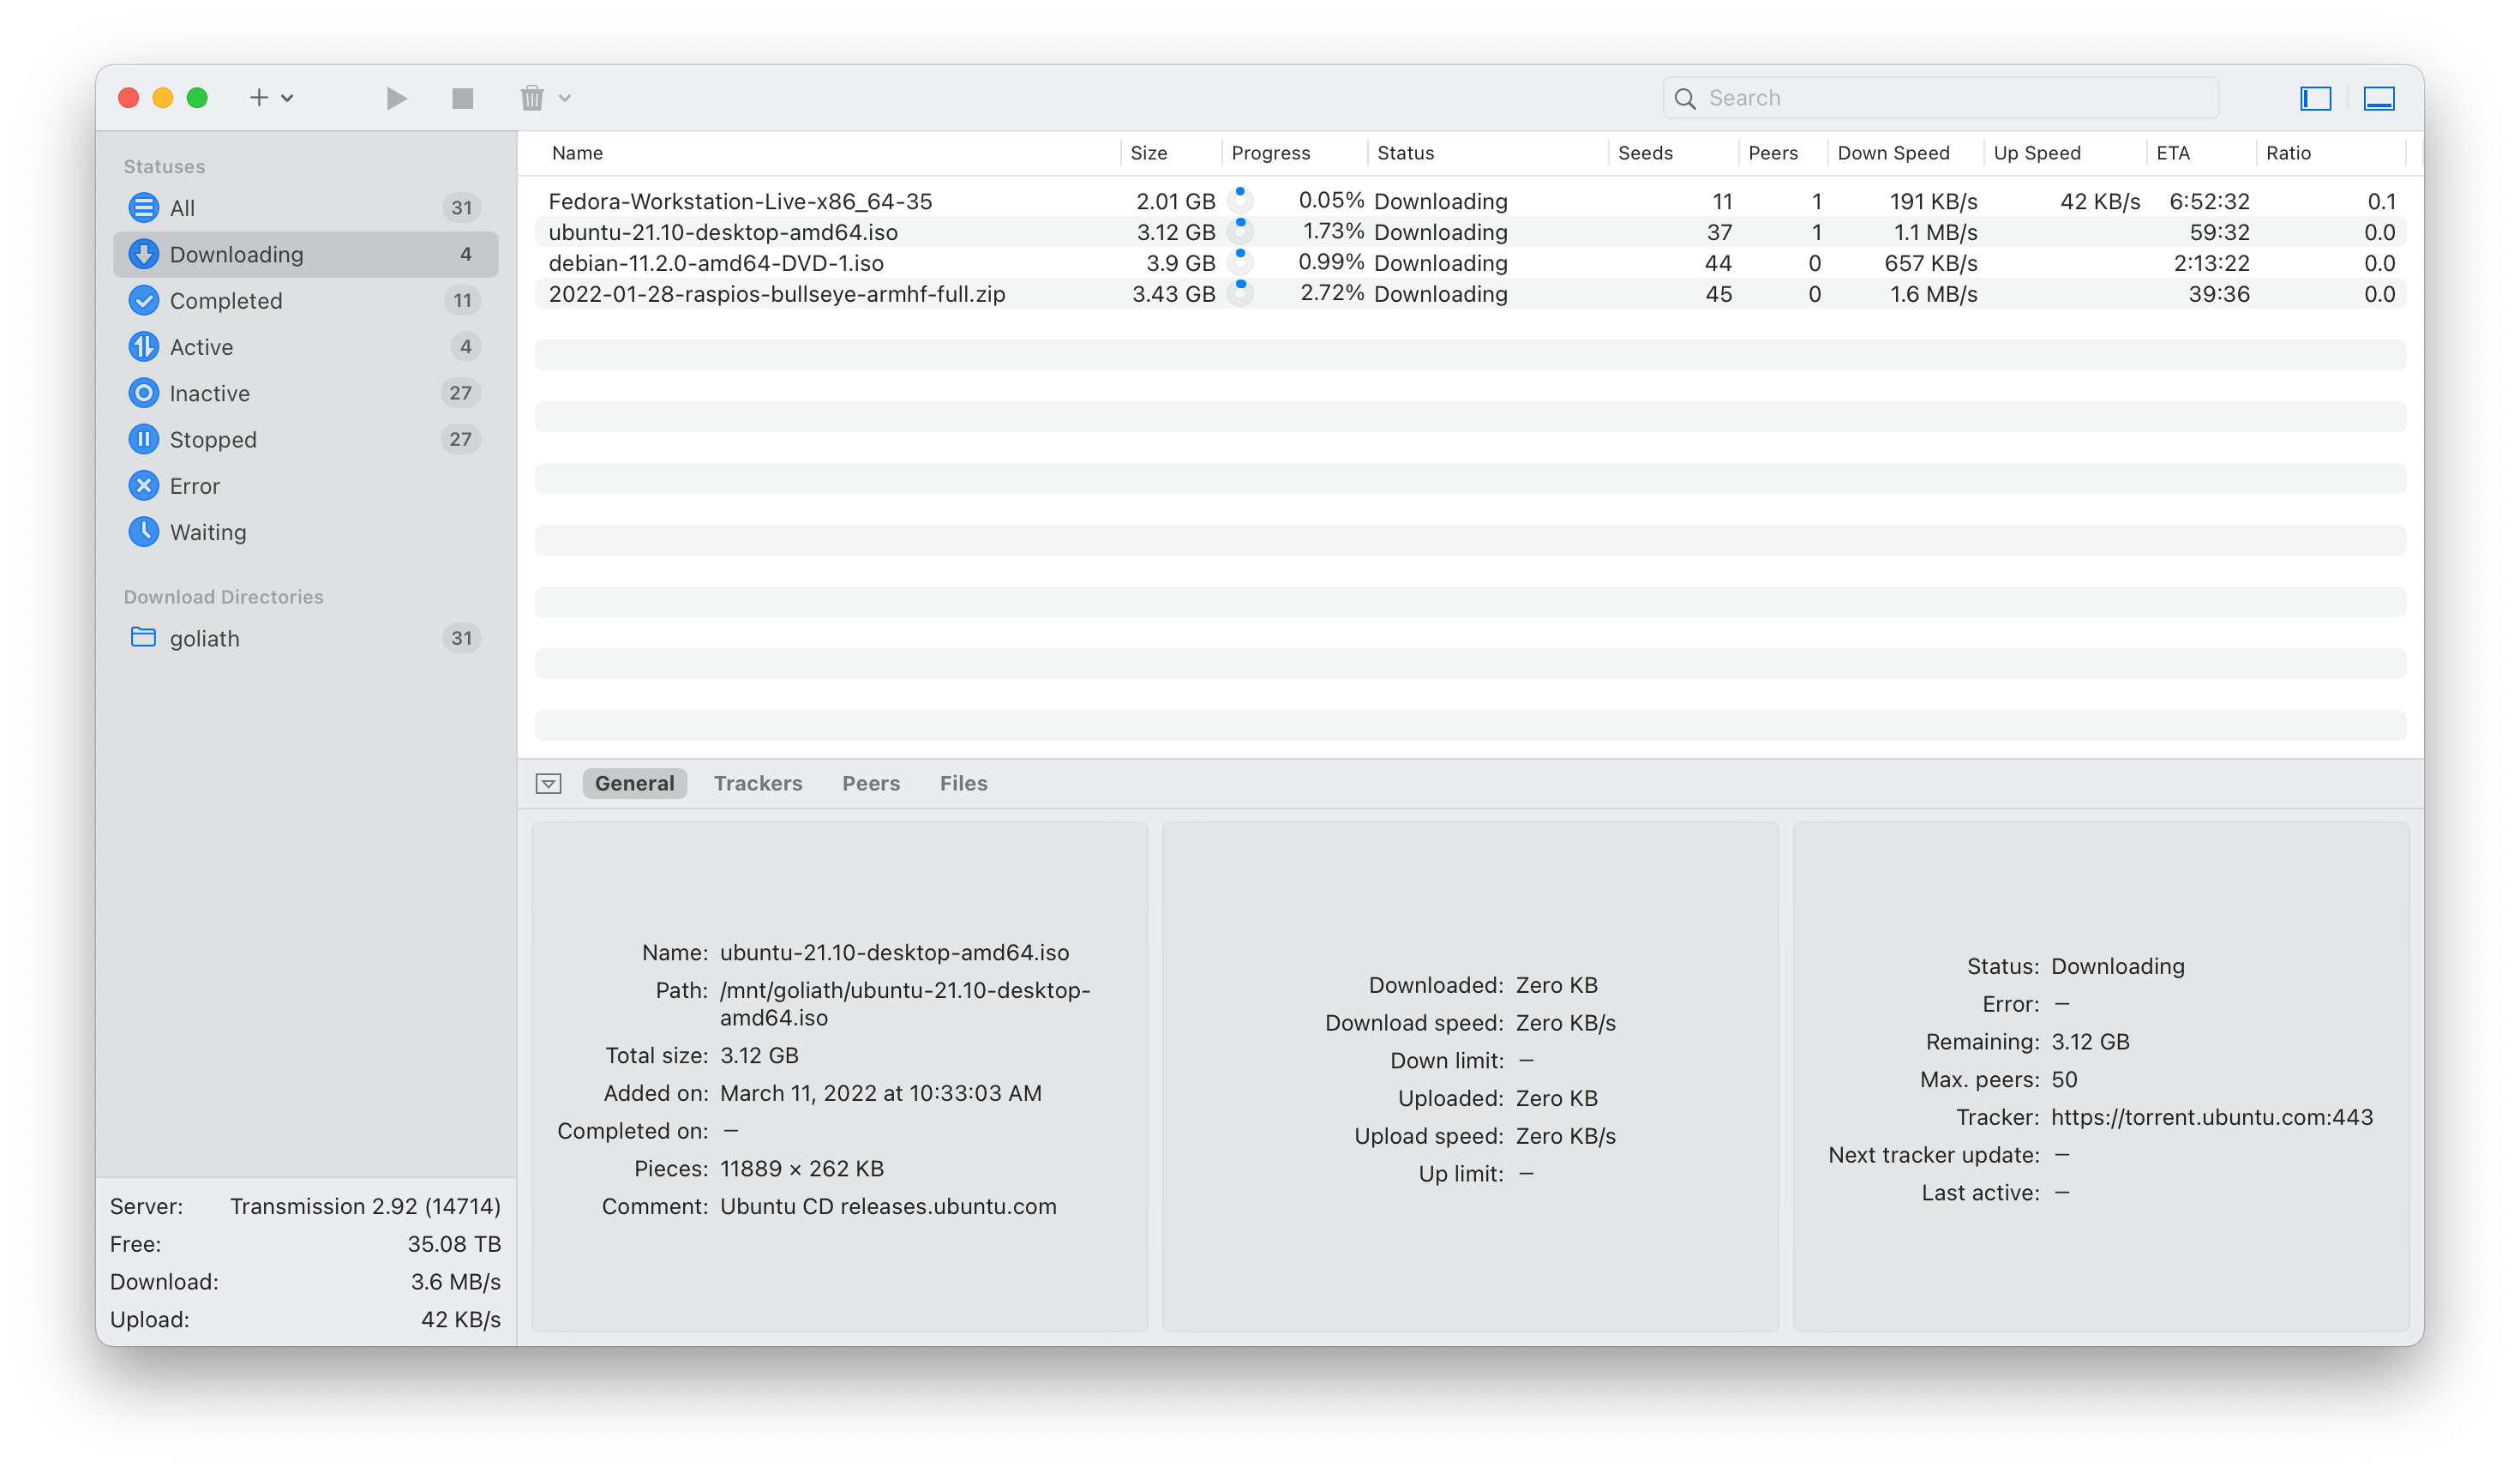 Search
Statuses
All 31
Downloading 4
Completed 11
Active 4
Inactive 27
Stopped 27
Error
Waiting
Download Directories
goliath 31
Server: Transmission 2.92 (14714)
Free: 35.08 TB
Download: 3.6 MB/s
Upload: 42 KB/s
Name Size Progress Status Seeds Peers Down Speed Up Speed ETA Ratio
Fedora-Workstation-Live-x86_64-35 2.01 GB 0.05% Downloading 11 1 191 KB/s 42 KB/s 6:52:32 0.1
ubuntu-21.10-desktop-amd64.iso 3.12 GB 1.73% Downloading 37 1 1.1 MB/s 59:32 0.0
debian-11.2.0-amd64-DVD-1.iso 3.9 GB 0.99% Downloading 44 0 657 KB/s 2:13:22 0.0
2022-01-28-raspios-bullseye-armhf-full.zip 3.43 GB 2.72% Downloading 45 0 1.6 MB/s 39:36 0.0
General Trackers Peers Files
Name: ubuntu-21.10-desktop-amd64.iso
Path: /mnt/goliath/ubuntu-21.10-desktop-
amd64.iso
Total size: 3.12 GB
Added on: March 11, 2022 at 10:33:03 AM
Completed on: —
Pieces: 11889 × 262 KB
Comment: Ubuntu CD releases.ubuntu.com
Downloaded: Zero KB
Download speed: Zero KB/s
Down limit: —
Uploaded: Zero KB
Upload speed: Zero KB/s
Up limit: —
Status: Downloading
Error: —
Remaining: 3.12 GB
Max. peers: 50
Tracker: https://torrent.ubuntu.com:443
Next tracker update: —
Last active: —